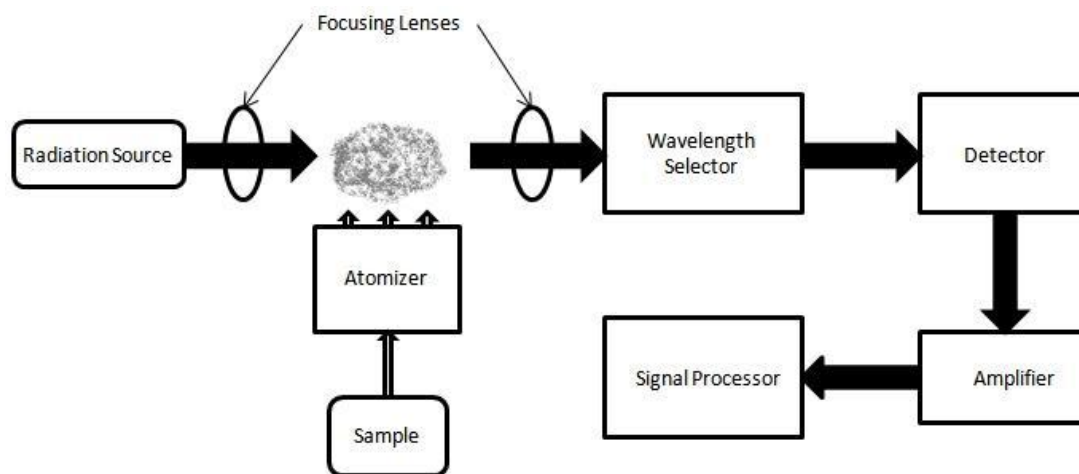 Focusing Lenses
Radiation Source
Wavelength
Selector
Detector
Atomizer
Signal Processor
Amplifier
Sample